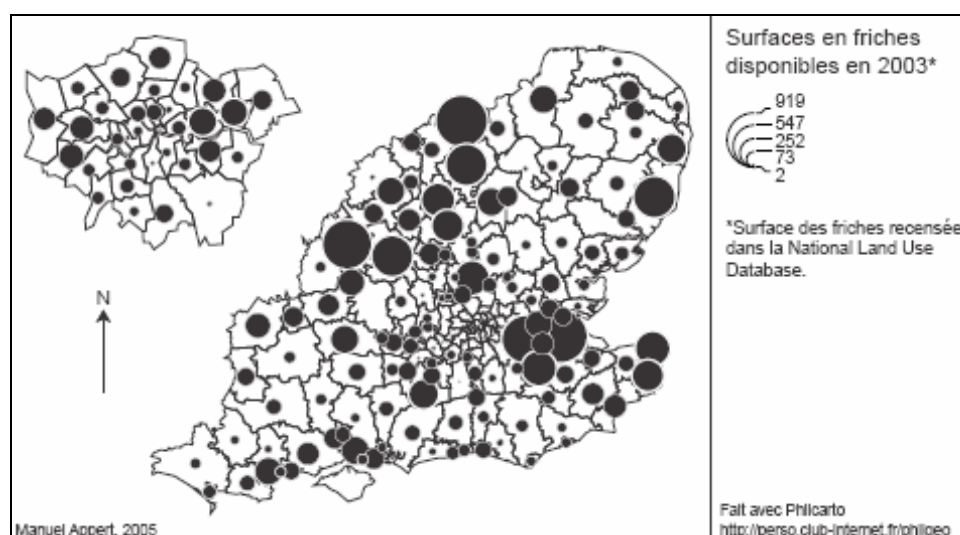 Surfaces en friches
disponibles en 2003*
919
547
252
73
2
*Surface des friches recensée
dans la National Land Use
Database.
N
Manuel Appert, 2005
Fait avec Philcarto
http://perso.club-internet.fr/philgeo